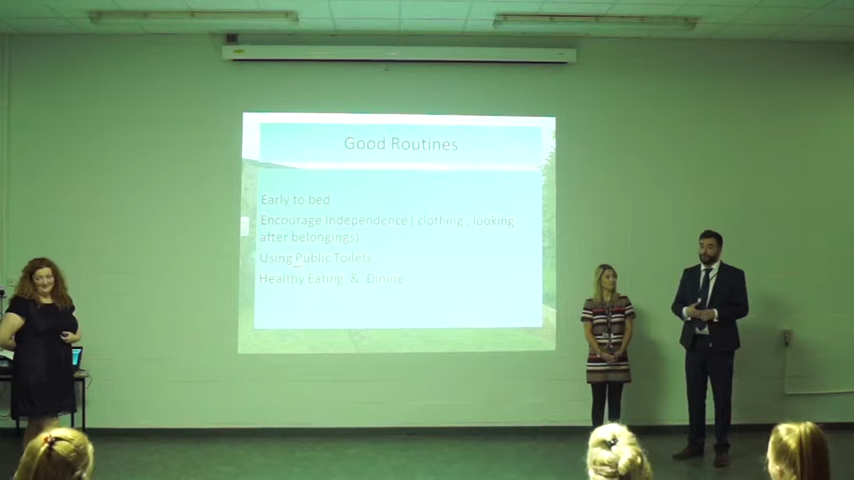 Good Routines
Early to bed
Encourage Independence ( clothing , looking
after belongings)
Using Public Toilets
Healthy Eating & Dining